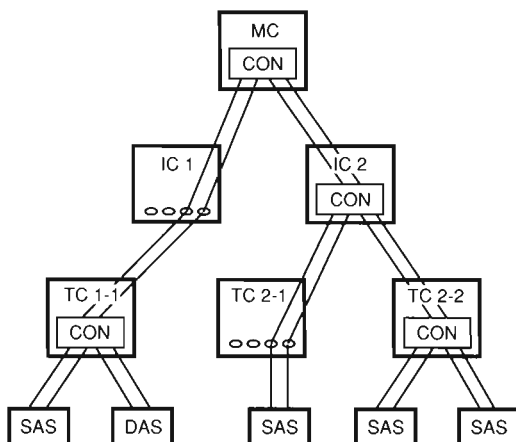 MC
CON
IC 1
IC 2
CON
TC 1-1
CON
TC 2-1
TC 2-2
CON
SAS
DAS
SAS
SAS
SAS